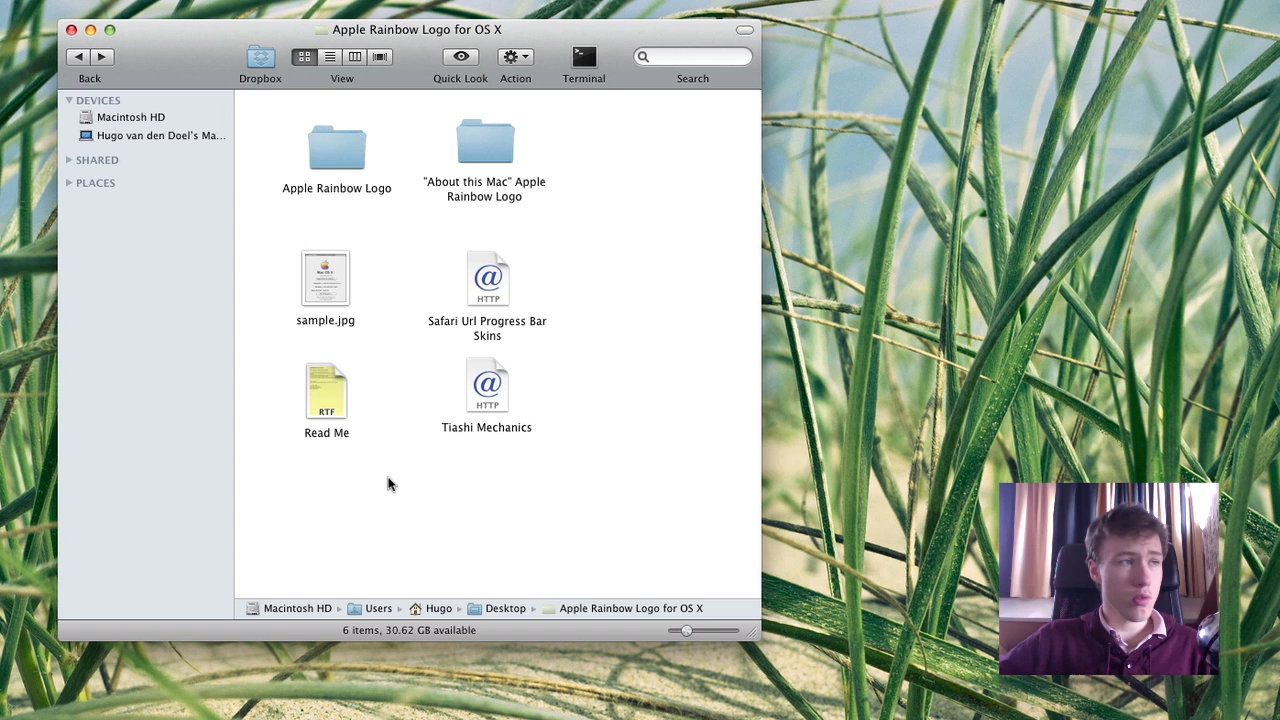 Apple Rainbow Logo for OS X
Back
Dropbox
View
Quick Look
Action
Terminal
Search
DEVICES
Macintosh HD
Hugo van den Doel's Ma...
SHARED
PLACES
Apple Rainbow Logo
"About this Mac" Apple
Rainbow Logo
sample.jpg
HTTP
Safari Url Progress Bar
Skins
RTF
Read Me
HTTP
Tiashi Mechanics
Macintosh HD ▸ Users ▸ Hugo ▸ Desktop ▸ Apple Rainbow Logo for OS X
6 items, 30.62 GB available